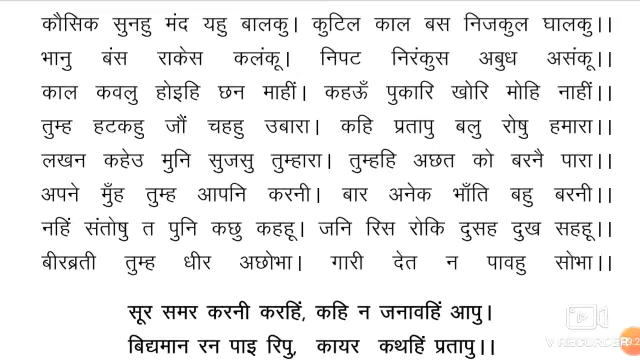 कौसिक सुनहु मंद यहु बालकु। कुटिल काल बस निजकुल घालकु।।
भानु बंस राकेस कलंकू। निपट निरंकुस अबुध असंकू।।
काल कवलु होइहि छन माहीं। कहऊँ पुकारि खोरि मोहि नाहीं।।
तुम्ह हटकहु जौं चहहु उबारा। कहि प्रतापु बलु रोषु हमारा।।
लखन कहेउ मुनि सुजसु तुम्हारा। तुम्हहि अछत को बरनै पारा।।
अपने मुँह तुम्ह आपनि करनी। बार अनेक भाँति बहु बरनी।।
नहिं संतोषु त पुनि कछु कहहू। जनि रिस रोकि दुसह दुख सहहू।।
बीरब्रती तुम्ह धीर अछोभा। गारी देत न पावहु सोभा।।
सूर समर करनी करहिं, कहि न जनावहिं आपु।
बिद्यमान रन पाइ रिपु, कायर कथहिं प्रतापु।।